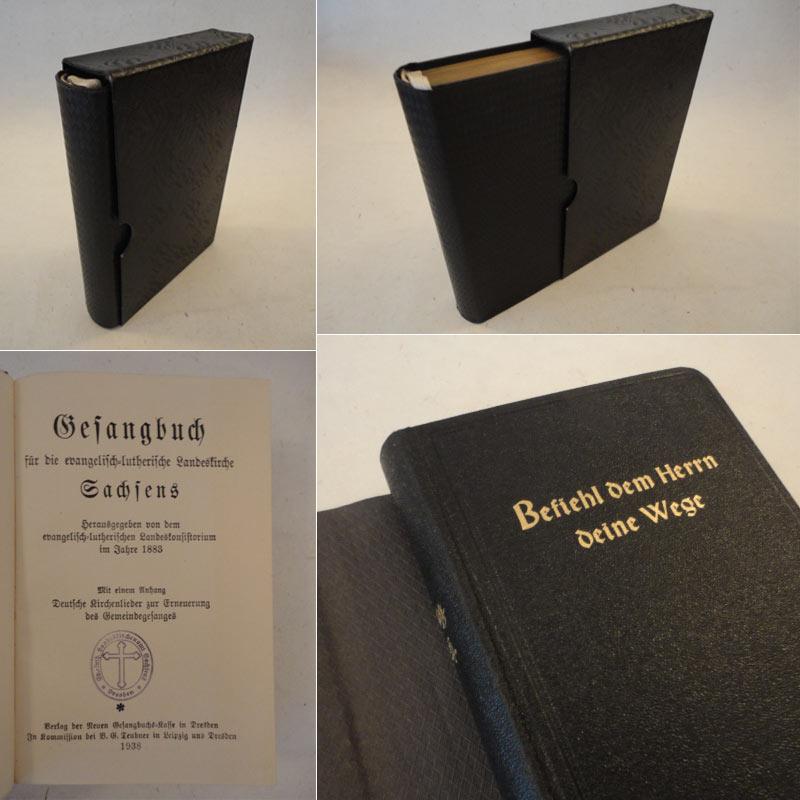 Gesangbuch
für die evangelisch-lutherische Landeskirche
Sachsens
Herausgegeben von dem
evangelisch-lutherischen Landeskonsistorium
im Jahre 1883
Mit einem Anhang
Deutsche Kirchenlieder zur Erneuerung
des Gemeindegesanges
Dresden
Verlag der Neuen Gesangbuchs-Kasse in Dresden
In Kommission bei B. G. Teubner in Leipzig und Dresden
1938
Befiehl dem Herrn
deine Wege